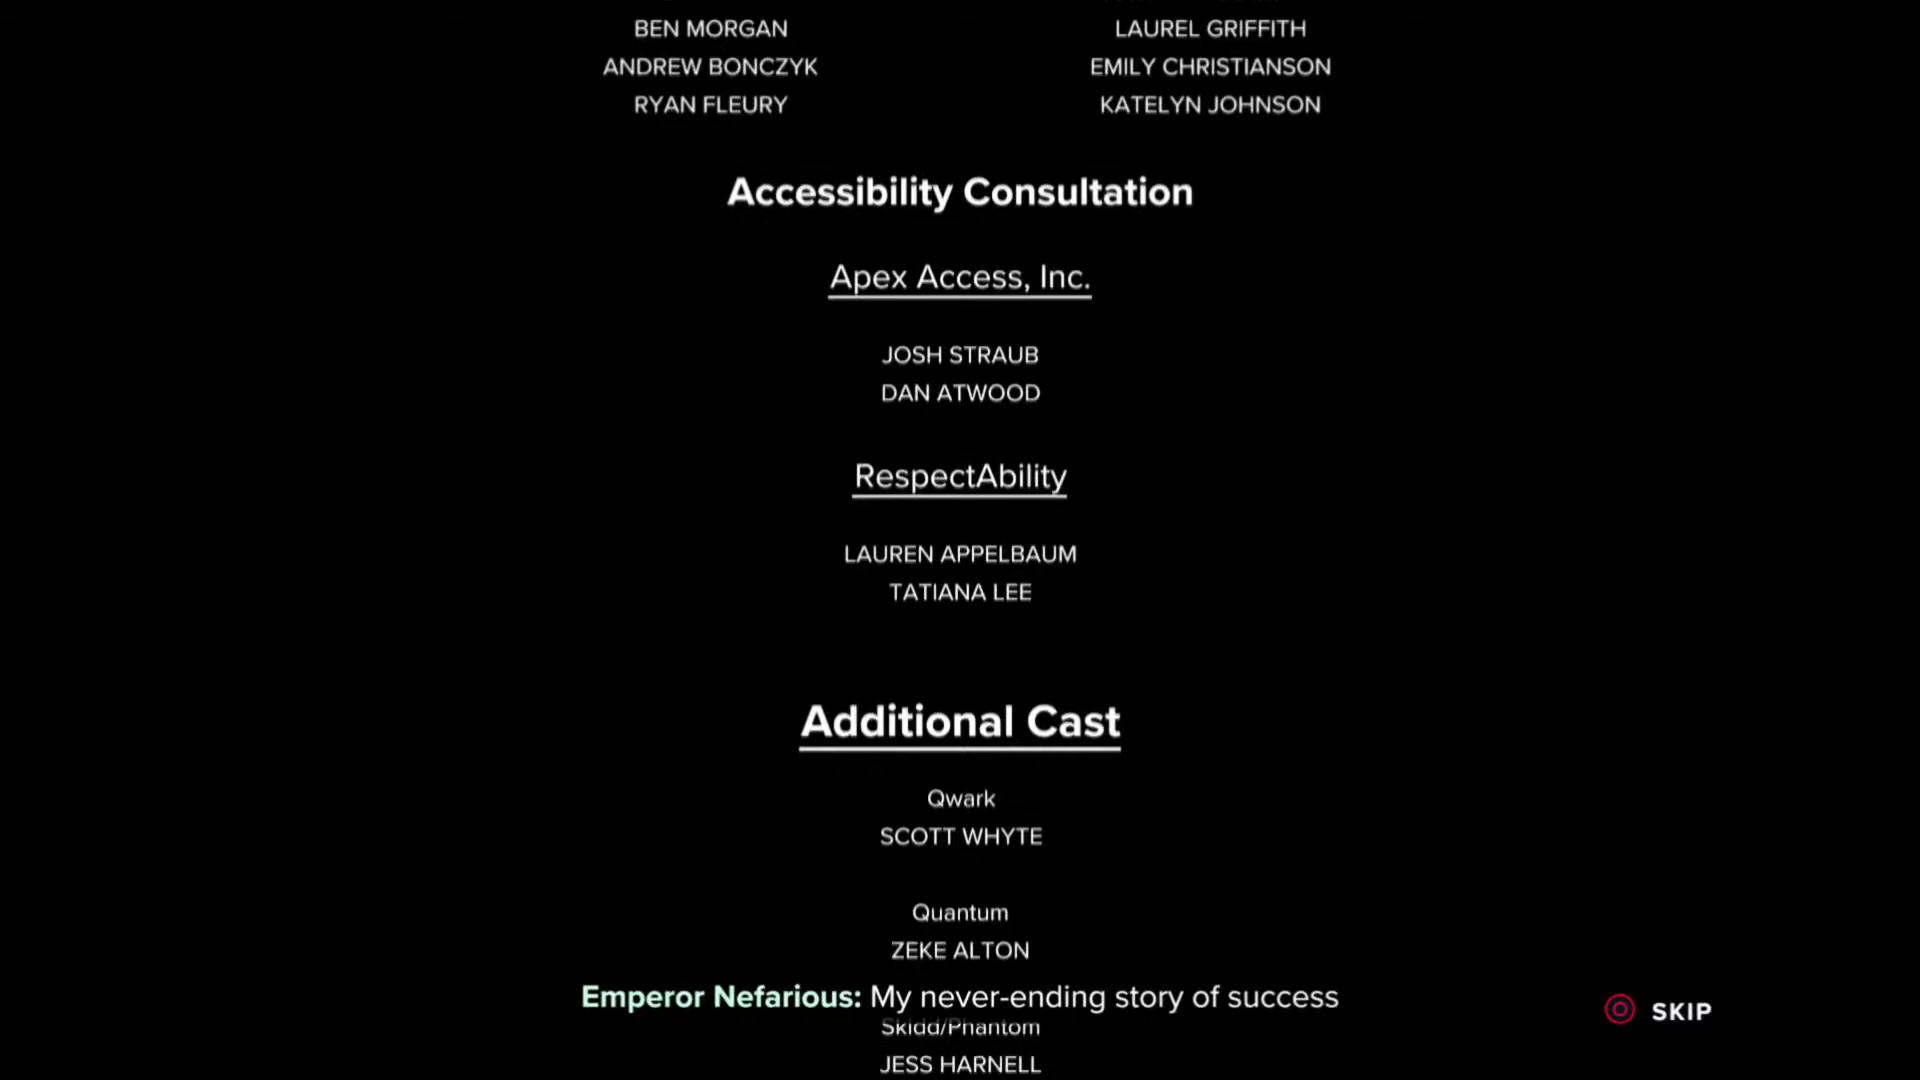 BEN MORGAN
LAUREL GRIFFITH
ANDREW BONCZYK
EMILY CHRISTIANSON
RYAN FLEURY
KATELYN JOHNSON
Accessibility Consultation
Apex Access, Inc.
JOSH STRAUB
DAN ATWOOD
RespectAbility
LAUREN APPELBAUM
TATIANA LEE
Additional Cast
Qwark
SCOTT WHYTE
Quantum
ZEKE ALTON
Emperor Nefarious: My never-ending story of success
SKIP
Skidd/Phantom
JESS HARNELL